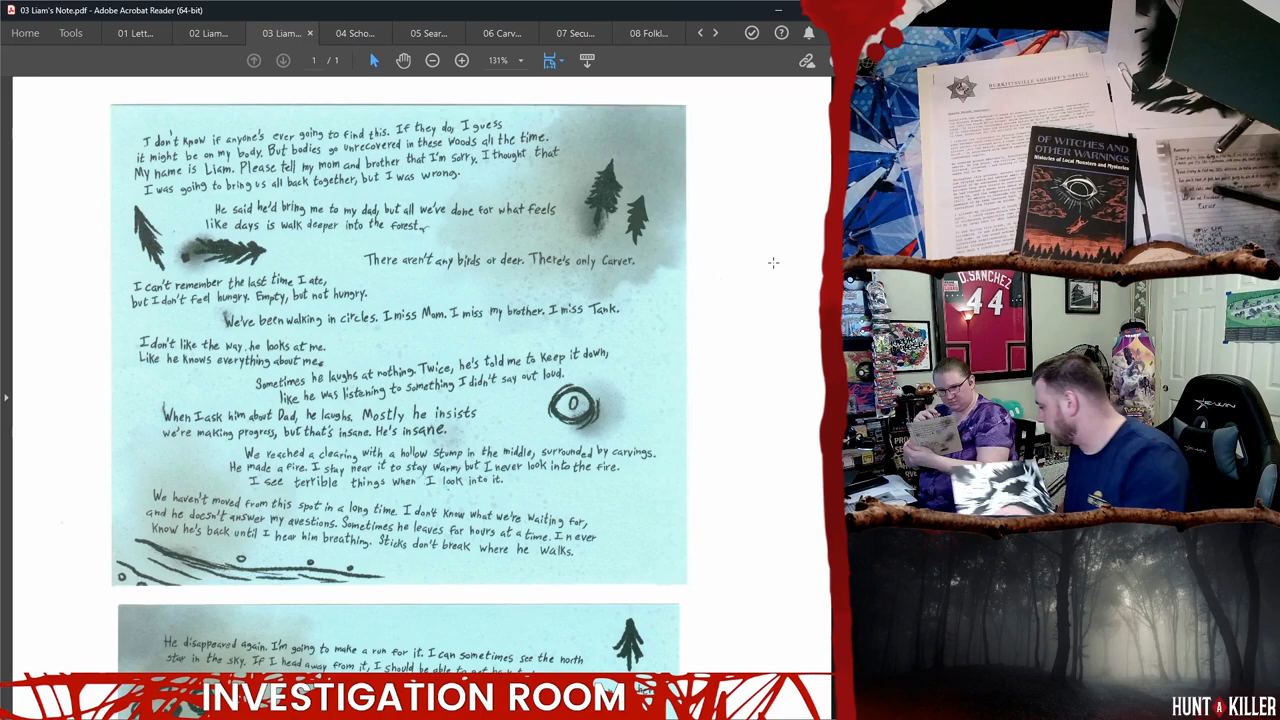 03 Liam's Note.pdf - Adobe Acrobat Reader (64-bit)
Home Tools 01 Lett... 02 Liam... 03 Liam... × 04 Scho... 05 Sear... 06 Carv... 07 Secu... 08 Folkl...
1 / 1 131%
I don't know if anyone's ever going to find this. If they do, I guess
it might be on my body. But bodies go unrecovered in these woods all the time.
My name is Liam. Please tell my mom and brother that I'm sorry. I thought that
I was going to bring us all back together, but I was wrong.
He said he'd bring me to my dad, but all we've done for what feels
like days is walk deeper into the forest.
There aren't any birds or deer. There's only Carver.
I can't remember the last time I ate,
but I don't feel hungry. Empty, but not hungry.
We've been walking in circles. I miss Mom. I miss my brother. I miss Tank.
I don't like the way he looks at me.
Like he knows everything about me.
Sometimes he laughs at nothing. Twice, he's told me to keep it down,
like he was listening to something I didn't say out loud.
When I ask him about Dad, he laughs. Mostly he insists
we're making progress, but that's insane. He's insane.
We reached a clearing with a hollow stump in the middle, surrounded by carvings.
He made a fire. I stay near it to stay warm, but I never look into the fire.
I see terrible things when I look into it.
We haven't moved from this spot in a long time. I don't know what we're waiting for,
and he doesn't answer my questions. Sometimes he leaves for hours at a time. I never
know he's back until I hear him breathing. Sticks don't break where he walks.
He disappeared again. I'm going to make a run for it. I can sometimes see the north
star in the sky. If I head away from it, I should be able to get
INVESTIGATION ROOM
BURKITTSVILLE SHERIFF'S OFFICE
OF WITCHES AND
OTHER WARNINGS
Histories of Local Monsters and Mysteries
D.SANCHEZ
44
HUNT A KILLER